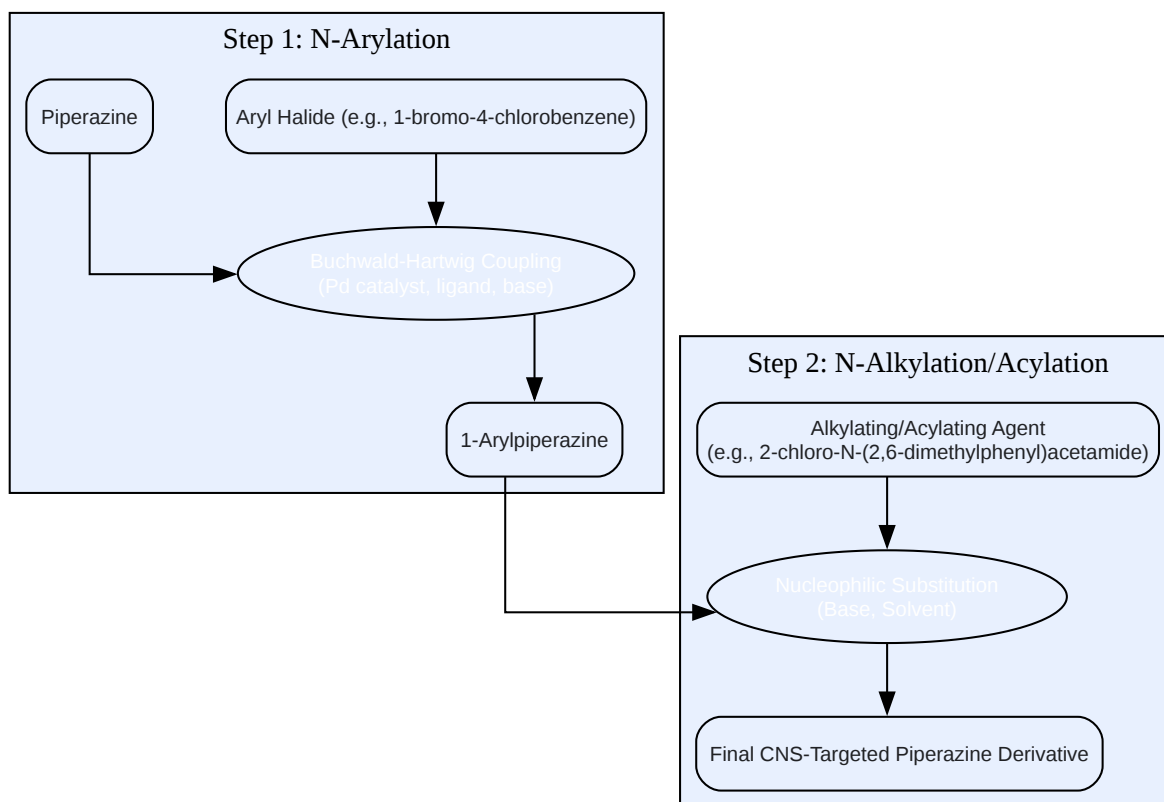 Step 1: N-Arylation
Piperazine
Aryl Halide (e.g., 1-bromo-4-chlorobenzene)
Buchwald-Hartwig Coupling
(Pd catalyst, ligand, base)
1-Arylpiperazine
Step 2: N-Alkylation/Acylation
Alkylating/Acylating Agent
(e.g., 2-chloro-N-(2,6-dimethylphenyl)acetamide)
Nucleophilic Substitution
(Base, Solvent)
Final CNS-Targeted Piperazine Derivative